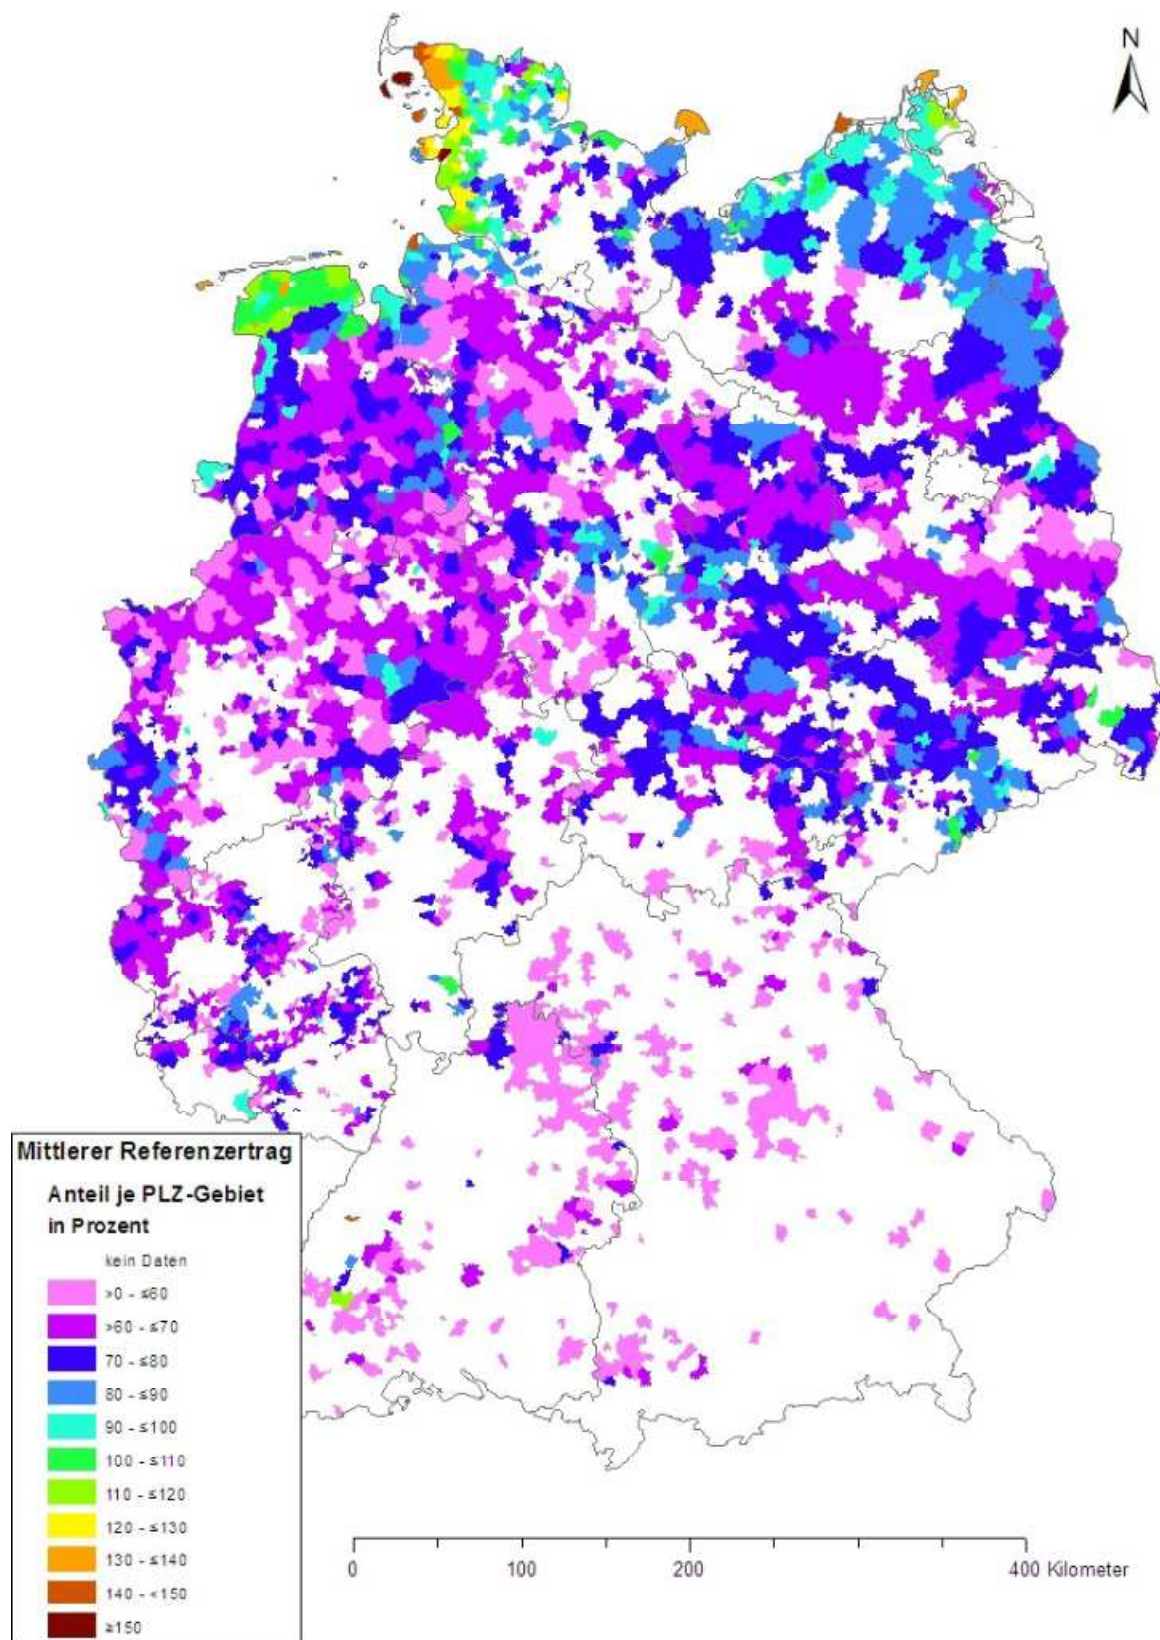 N
Mittlerer Referenzertrag
Anteil je PLZ-Gebiet
in Prozent
kein Daten
>0 - ≤60
>60 - ≤70
70 - ≤80
80 - ≤90
90 - ≤100
100 - ≤110
110 - ≤120
120 - ≤130
130 - ≤140
140 - <150
≥150
0 100 200 400 Kilometer